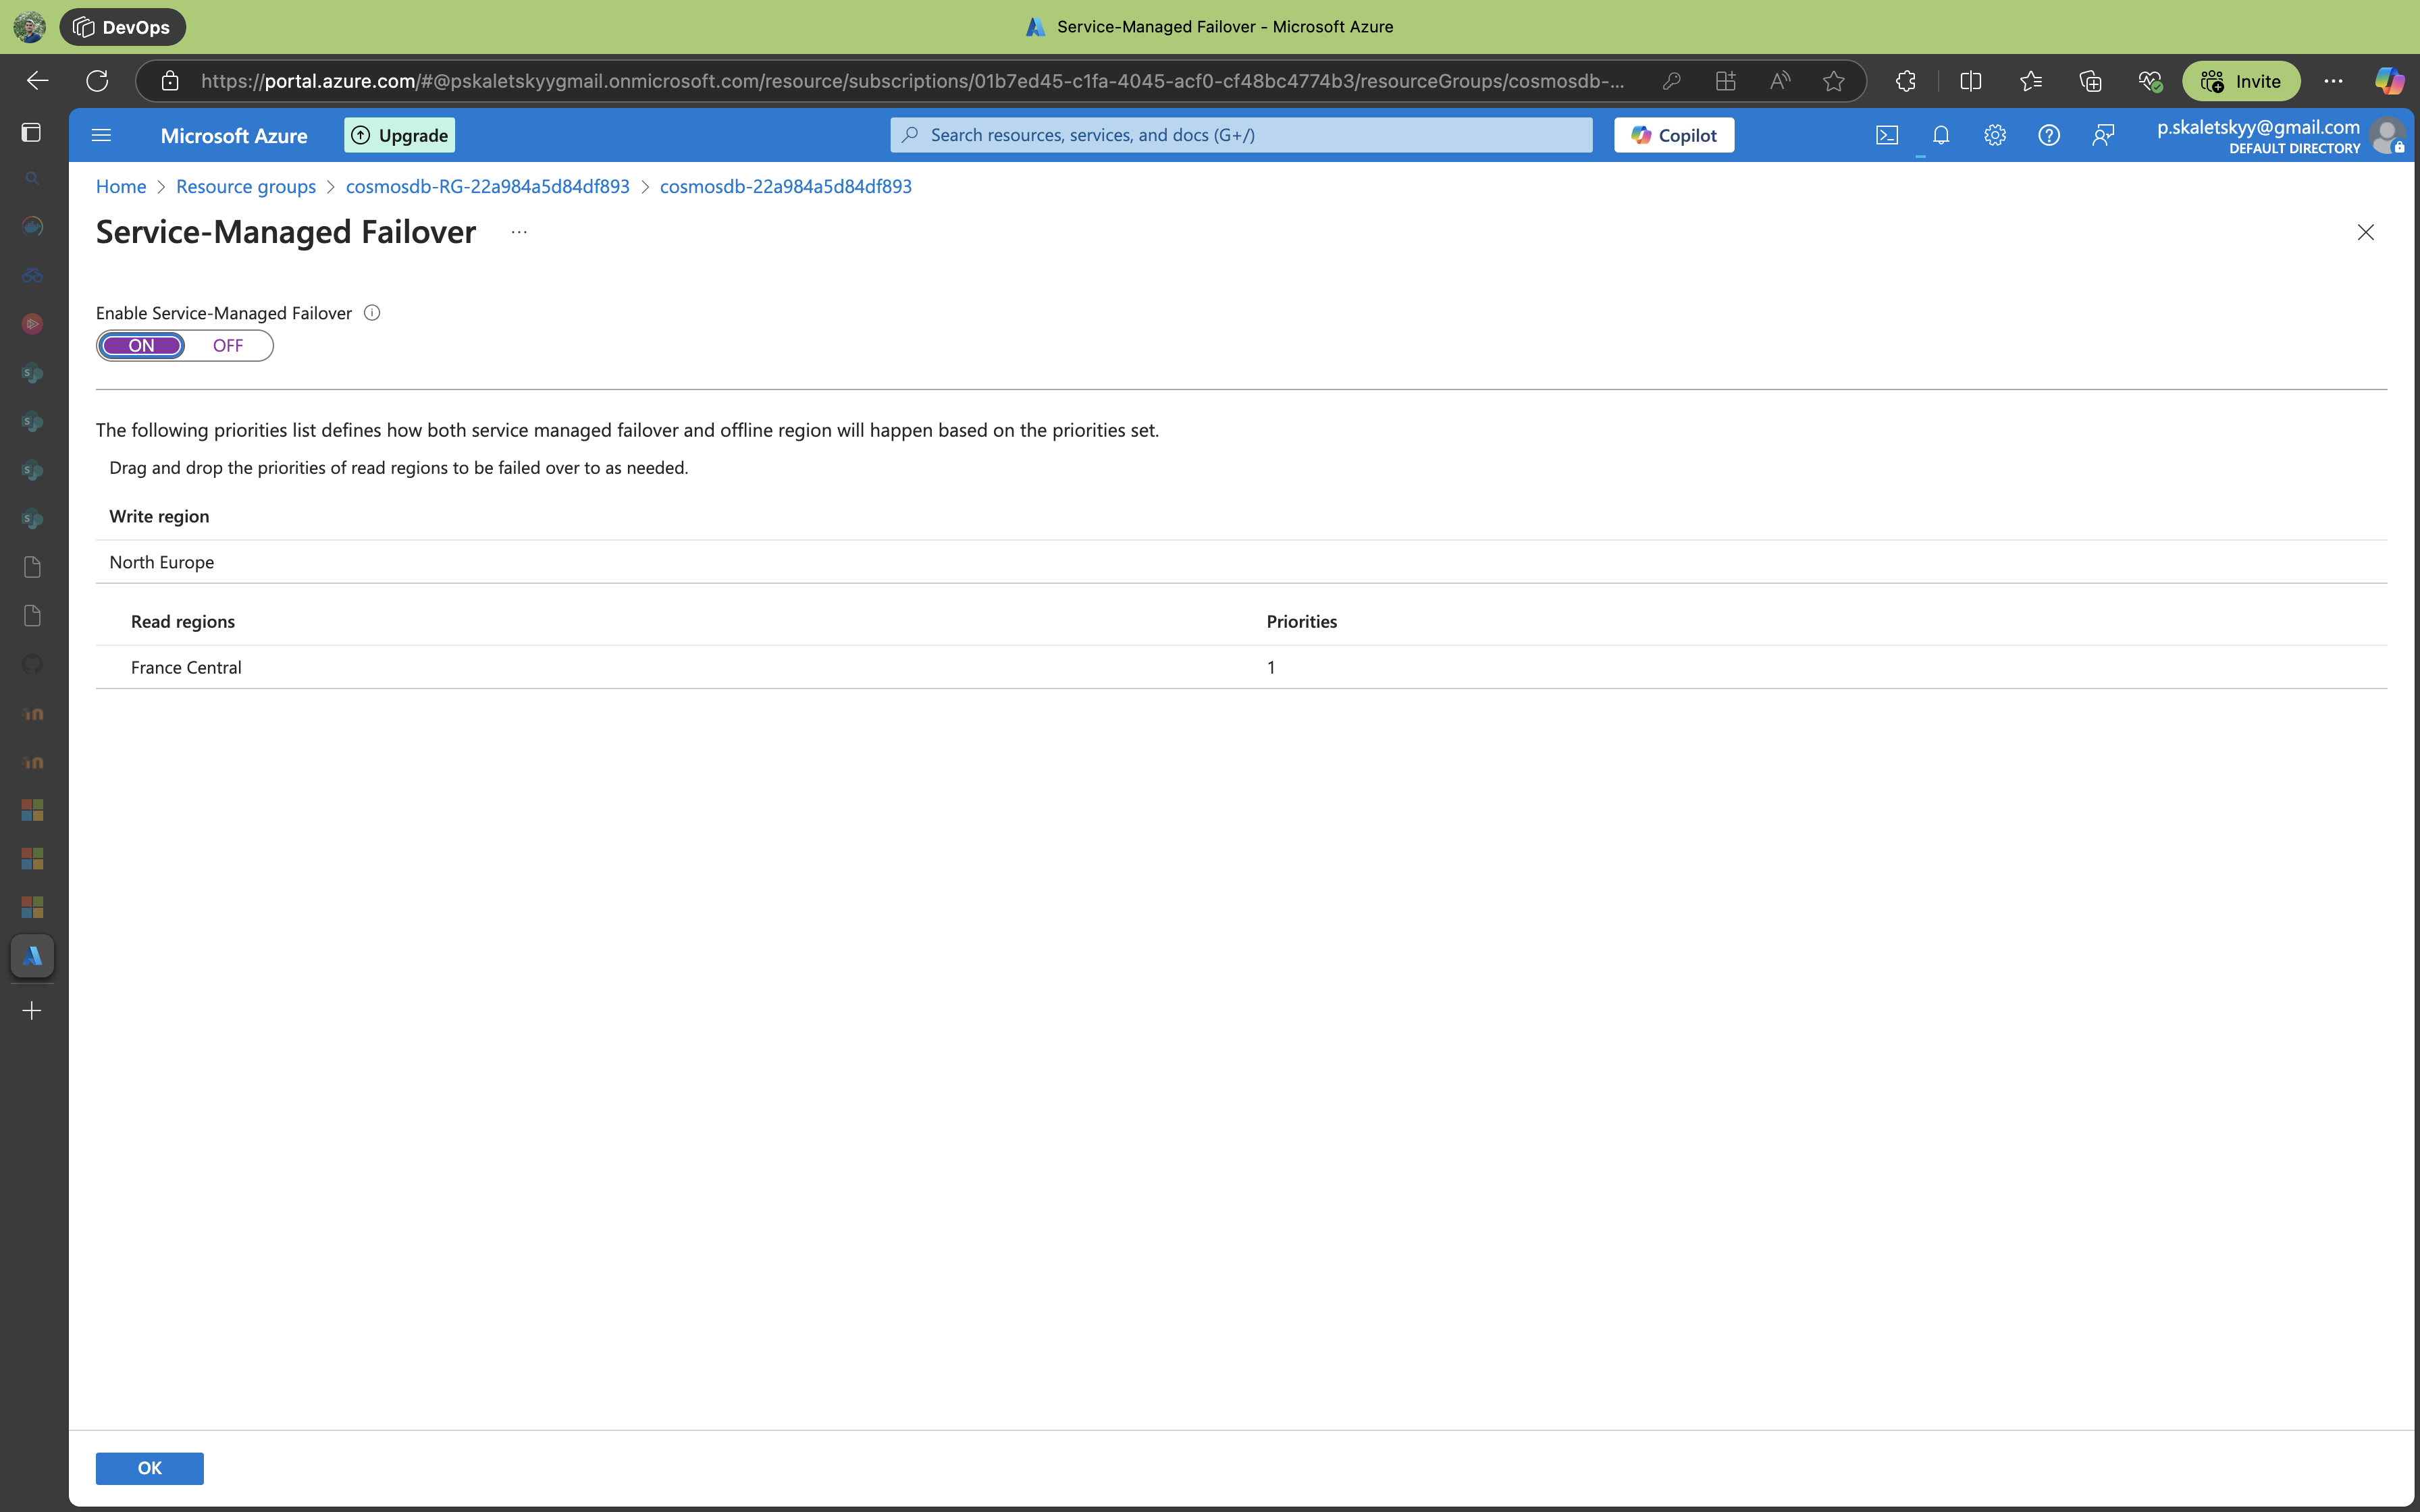 DevOps
Service-Managed Failover - Microsoft Azure
https://portal.azure.com/#@pskaletskyygmail.onmicrosoft.com/resource/subscriptions/01b7ed45-c1fa-4045-acf0-cf48bc4774b3/resourceGroups/cosmosdb-...
Invite
Microsoft Azure
Upgrade
Search resources, services, and docs (G+/)
Copilot
p.skaletskyy@gmail.com
DEFAULT DIRECTORY
Home > Resource groups > cosmosdb-RG-22a984a5d84df893 > cosmosdb-22a984a5d84df893
Service-Managed Failover ...
Enable Service-Managed Failover
ON OFF
The following priorities list defines how both service managed failover and offline region will happen based on the priorities set.
Drag and drop the priorities of read regions to be failed over to as needed.
Write region
North Europe
Read regions Priorities
France Central 1
OK